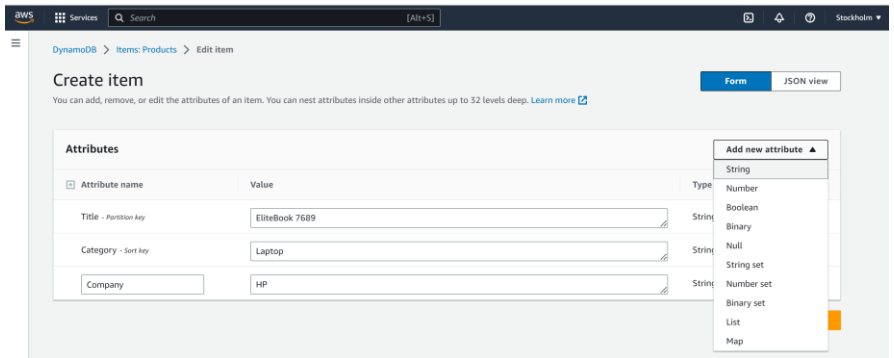 aws Services Search [Alt+S] Stockholm
DynamoDB > Items: Products > Edit item
Create item
Form JSON view
You can add, remove, or edit the attributes of an item. You can nest attributes inside other attributes up to 32 levels deep. Learn more
Attributes
Add new attribute
Attribute name Value Type
Title - Partition key EliteBook 7689 String
Category - Sort key Laptop String
Company HP String
String
Number
Boolean
Binary
Null
String set
Number set
Binary set
List
Map